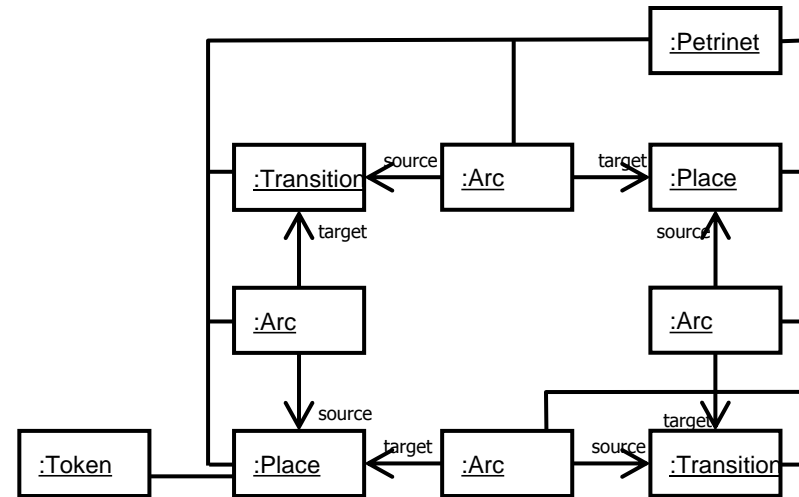 :Petrinet
source
target
:Transition
:Arc
:Place
target
source
:Arc
:Arc
source
target
target
source
:Token
:Place
:Arc
:Transition